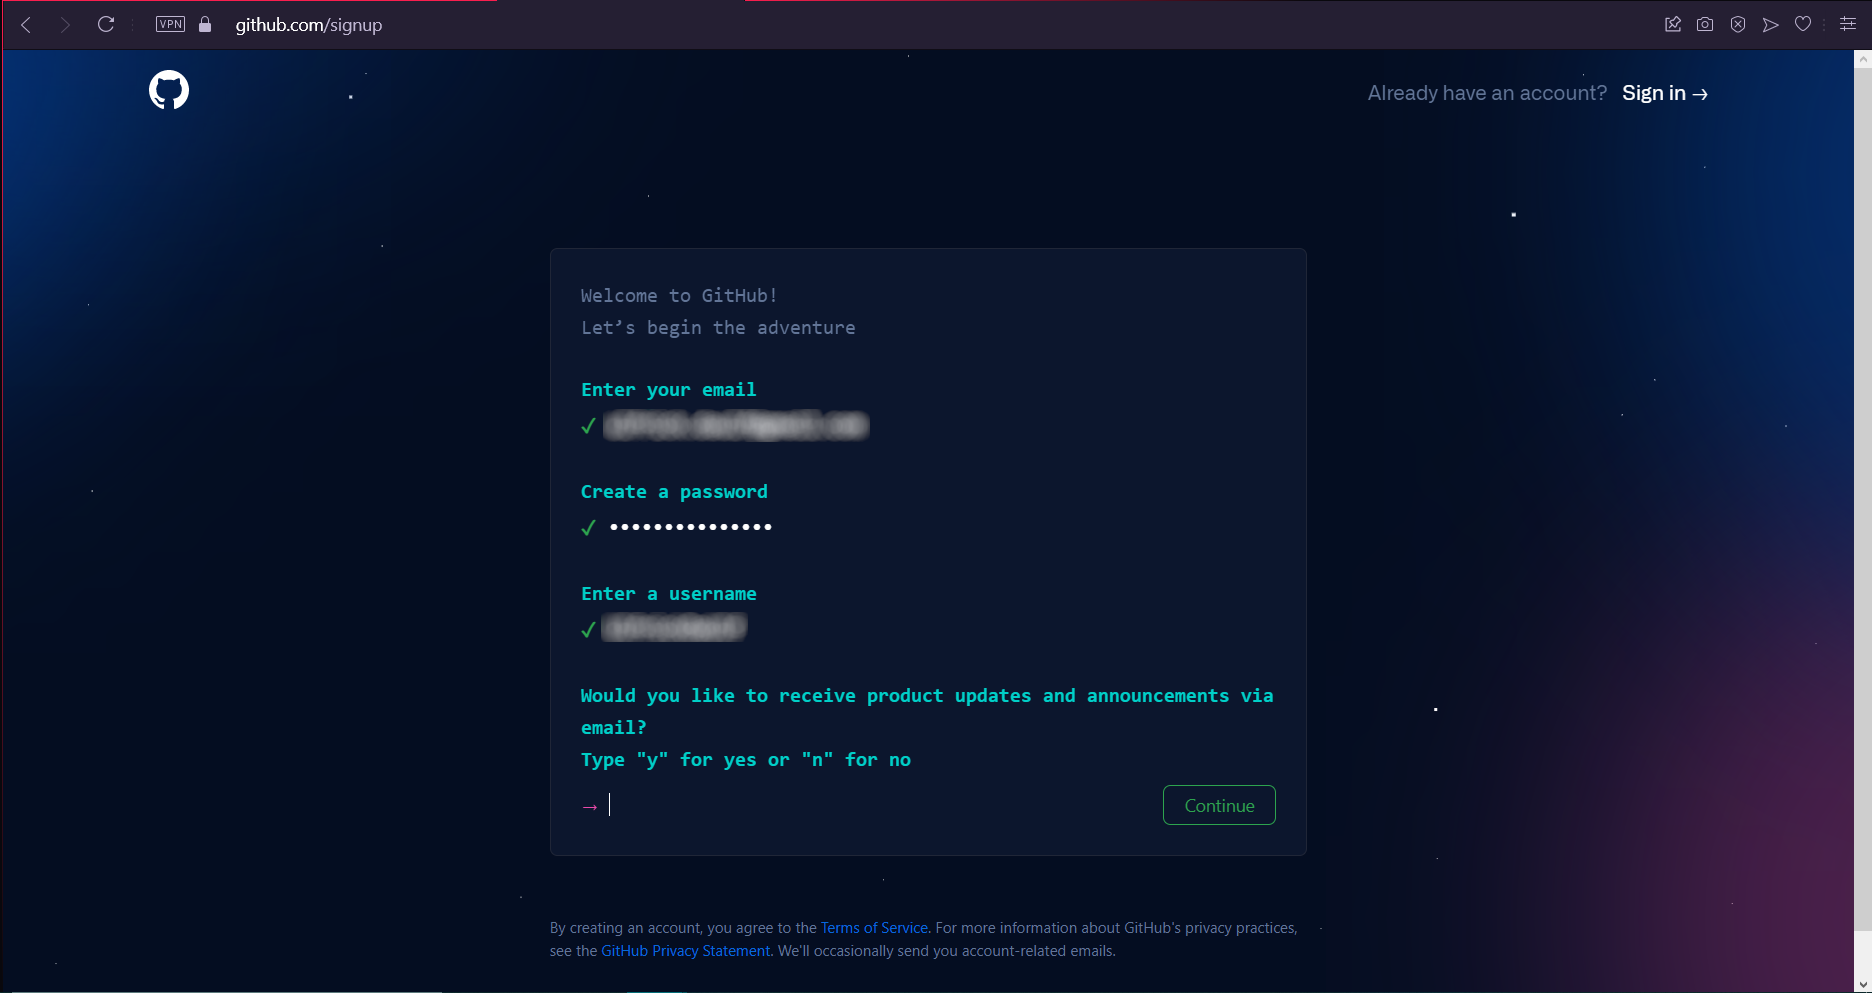 VPN
github.com/signup
Already have an account? Sign in →
Welcome to GitHub!
Let’s begin the adventure
Enter your email
✓
Create a password
✓ •••••••••••••••
Enter a username
✓
Would you like to receive product updates and announcements via
email?
Type "y" for yes or "n" for no
→
Continue
By creating an account, you agree to the Terms of Service. For more information about GitHub's privacy practices,
see the GitHub Privacy Statement. We'll occasionally send you account-related emails.